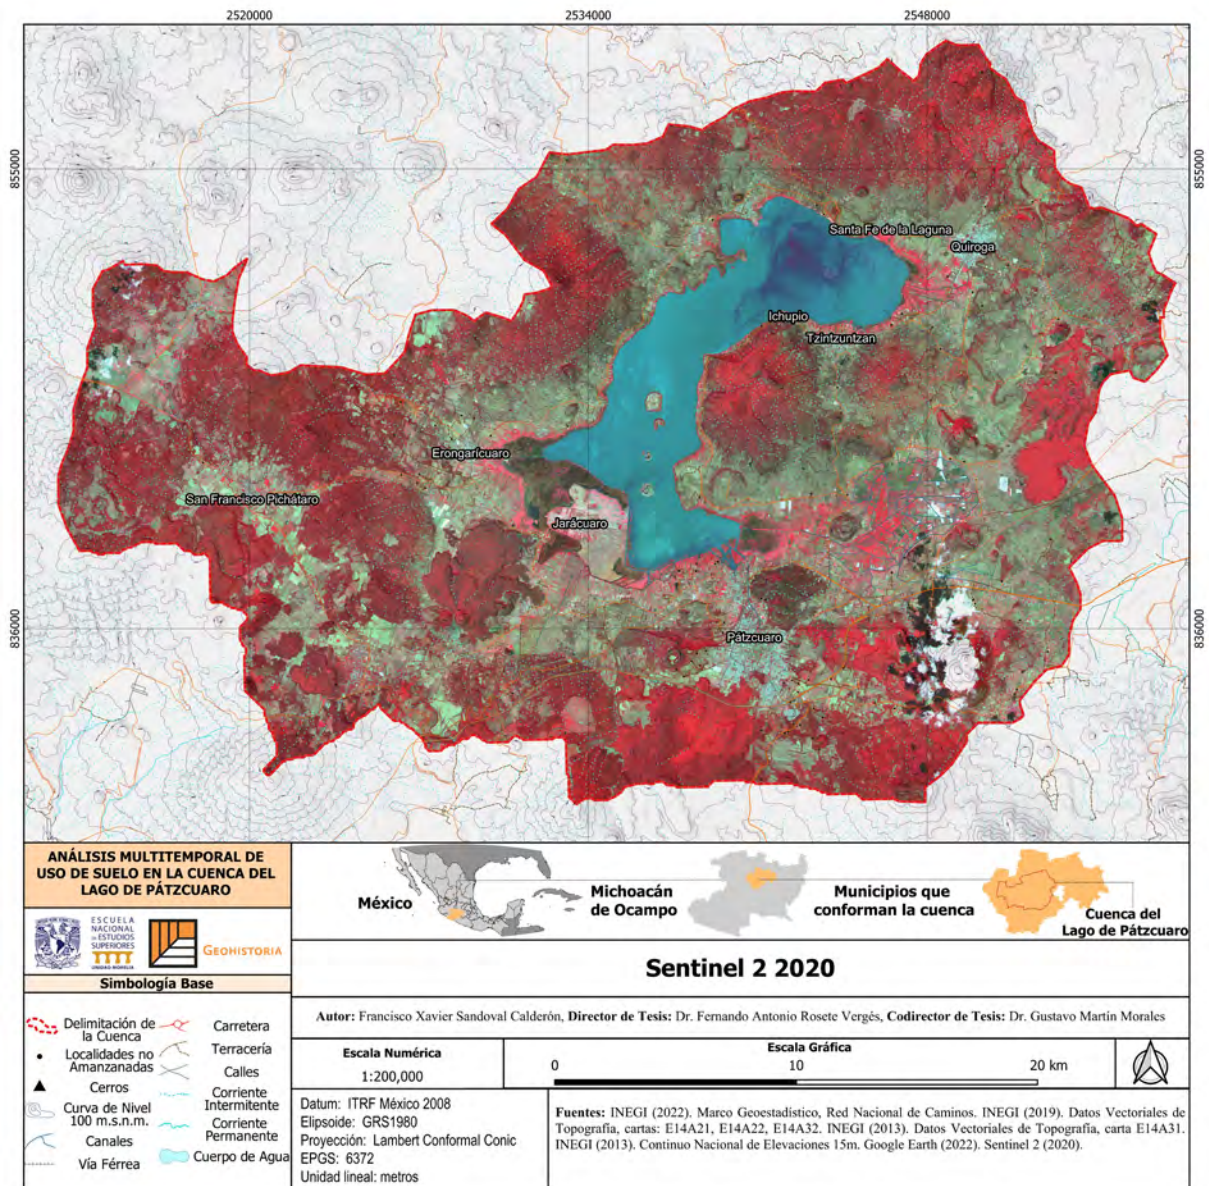 2520000
2534000
2548000
855000
855000
Santa Fe de la Laguna
Quiroga
Ichupio
Tzintzuntzan
Erongarícuaro
San Francisco Pichátaro
Jarácuaro
836000
836000
Pátzcuaro
ANÁLISIS MULTITEMPORAL DE
USO DE SUELO EN LA CUENCA DEL
LAGO DE PÁTZCUARO
ESCUELA
NACIONAL
DE ESTUDIOS
SUPERIORES
UNIDAD MORELIA
GEOHISTORIA
México
Michoacán
de Ocampo
Municipios que
conforman la cuenca
Cuenca del
Lago de Pátzcuaro
Sentinel 2 2020
Autor: Francisco Xavier Sandoval Calderón, Director de Tesis: Dr. Fernando Antonio Rosete Vergés, Codirector de Tesis: Dr. Gustavo Martín Morales
Simbología Base
Delimitación de
la Cuenca
Localidades no
Amanzanadas
Cerros
Curva de Nivel
100 m.s.n.m.
Canales
Vía Férrea
Carretera
Terracería
Calles
Corriente
Intermitente
Corriente
Permanente
Cuerpo de Agua
Escala Numérica
1:200,000
Escala Gráfica
0 10 20 km
Datum: ITRF México 2008
Elipsoide: GRS1980
Proyección: Lambert Conformal Conic
EPGS: 6372
Unidad lineal: metros
Fuentes: INEGI (2022). Marco Geoestadístico, Red Nacional de Caminos. INEGI (2019). Datos Vectoriales de
Topografía, cartas: E14A21, E14A22, E14A32. INEGI (2013). Datos Vectoriales de Topografía, carta E14A31.
INEGI (2013). Continuo Nacional de Elevaciones 15m. Google Earth (2022). Sentinel 2 (2020).